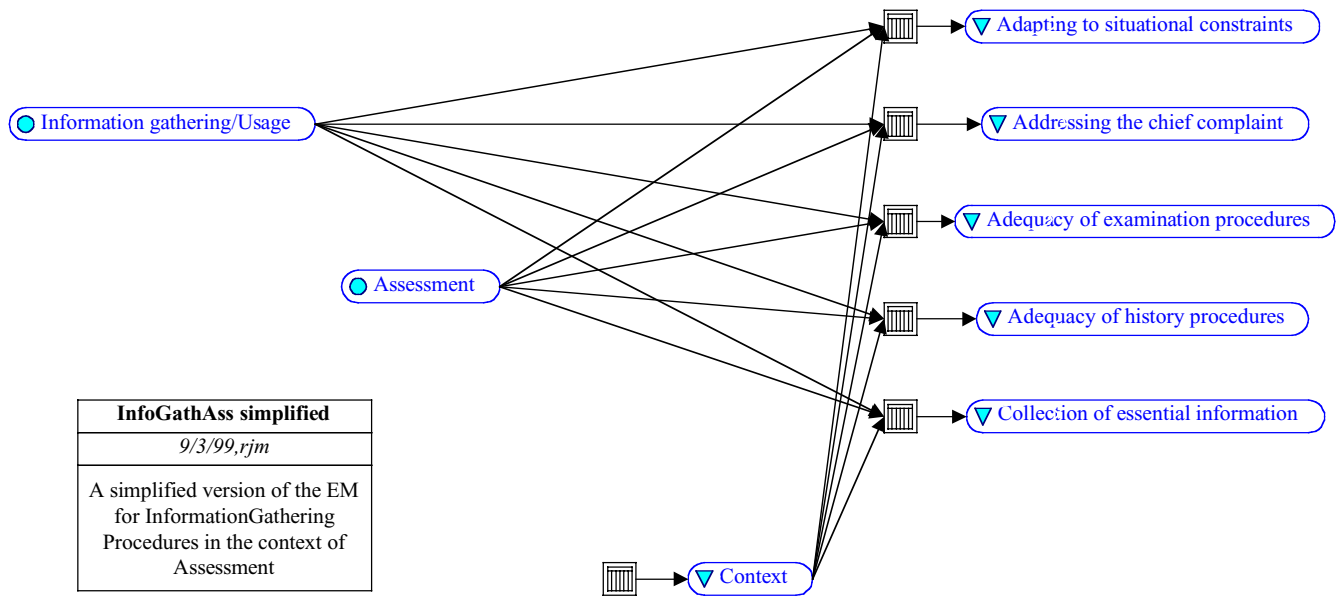 Adapting to situational constraints
Information gathering/Usage
Addressing the chief complaint
Adequacy of examination procedures
Assessment
Adequacy of history procedures
Collection of essential information
InfoGathAss simplified
9/3/99,rjm
A simplified version of the EM
for InformationGathering
Procedures in the context of
Assessment
Context